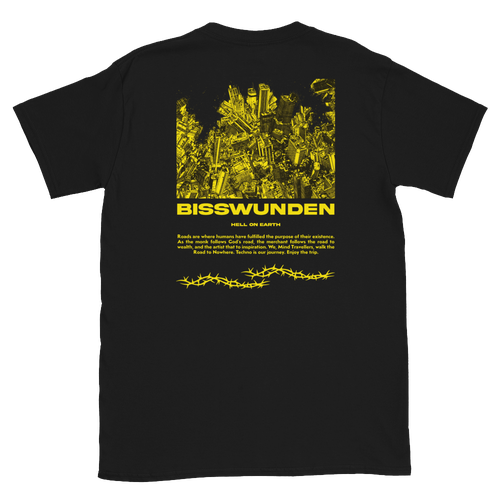 BISSWUNDEN
HELL ON EARTH
Roads are where humans have fulfilled the purpose of their existence.
As the monk follows God's road, the merchant follows the road to
wealth, and the artist that to inspiration. We, Mind Travellers, walk the
Road to Nowhere. Techno is our journey. Enjoy the trip.